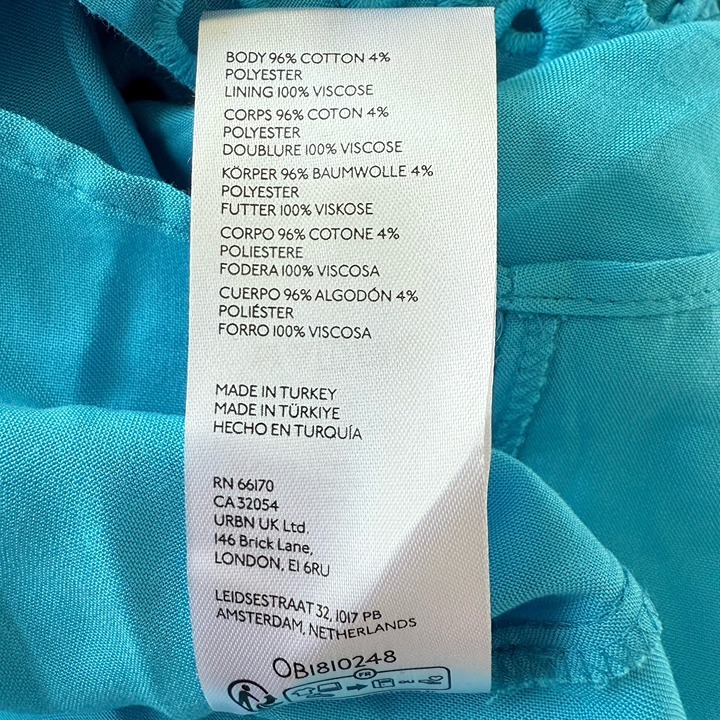 BODY 96% COTTON 4%
POLYESTER
LINING 100% VISCOSE
CORPS 96% COTON 4%
POLYESTER
DOUBLURE 100% VISCOSE
KÖRPER 96% BAUMWOLLE 4%
POLYESTER
FUTTER 100% VISKOSE
CORPO 96% COTONE 4%
POLIESTERE
FODERA 100% VISCOSA
CUERPO 96% ALGODÓN 4%
POLIÉSTER
FORRO 100% VISCOSA
MADE IN TURKEY
MADE IN TÜRKIYE
HECHO EN TURQUÍA
RN 66170
CA 32054
URBN UK Ltd.
146 Brick Lane,
LONDON, E1 6RU
LEIDSESTRAAT 32, 1017 PB
AMSTERDAM, NETHERLANDS
OB1810248
FR
OU